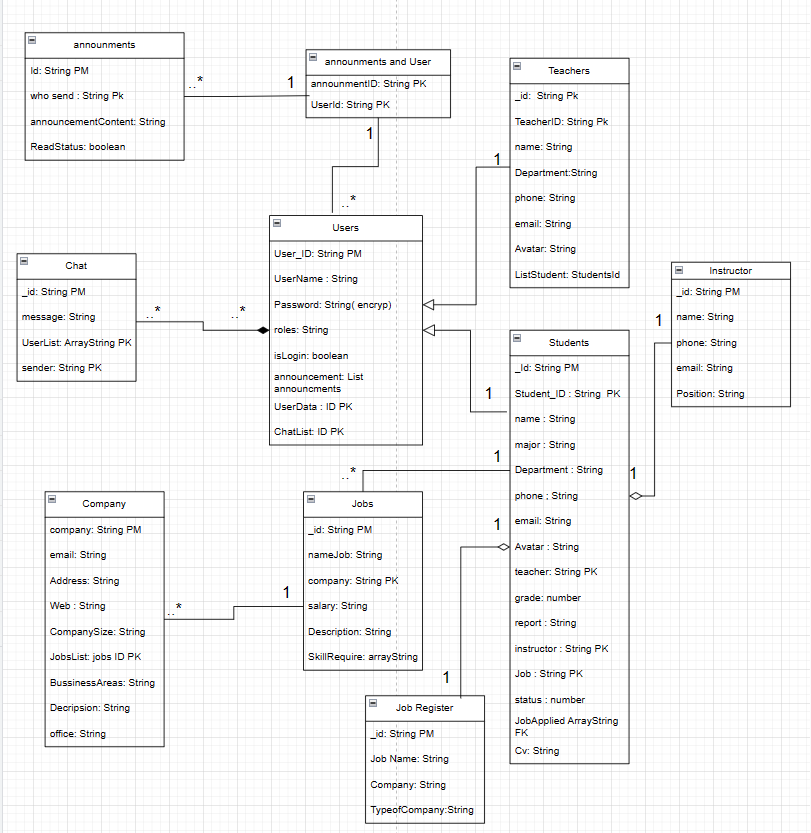 announments
Id: String PM
who send : String Pk
announcementContent: String
ReadStatus: boolean
..*
1
announments and User
announmentID: String PK
UserId: String PK
1
..*
Teachers
_id:  String Pk
TeacherID: String Pk
name: String
Department:String
phone: String
email: String
Avatar: String
ListStudent: StudentsId
1
Users
User_ID: String PM
UserName : String
Password: String( encryp)
roles: String
isLogin: boolean
announcement: List
announcments
UserData : ID PK
ChatList: ID PK
Chat
_id: String PM
message: String
UserList: ArrayString PK
sender: String PK
..*
..*
Instructor
_id: String PM
name: String
phone: String
email: String
Position: String
1
1
Students
_Id: String PM
Student_ID : String  PK
name : String
major : String
Department : String
phone ; String
email: String
Avatar : String
teacher: String PK
grade: number
report : String
instructor : String PK
Job : String PK
status : number
JobApplied ArrayString
FK
Cv: String
1
1
1
..*
Company
company: String PM
email: String
Address: String
Web : String
CompanySize: String
JobsList: jobs ID PK
BussinessAreas: String
Decripsion: String
office: String
..*
1
Jobs
_id: String PM
nameJob: String
company: String PK
salary: String
Description: String
SkillRequire: arrayString
1
Job Register
_id: String PM
Job Name: String
Company: String
TypeofCompany:String